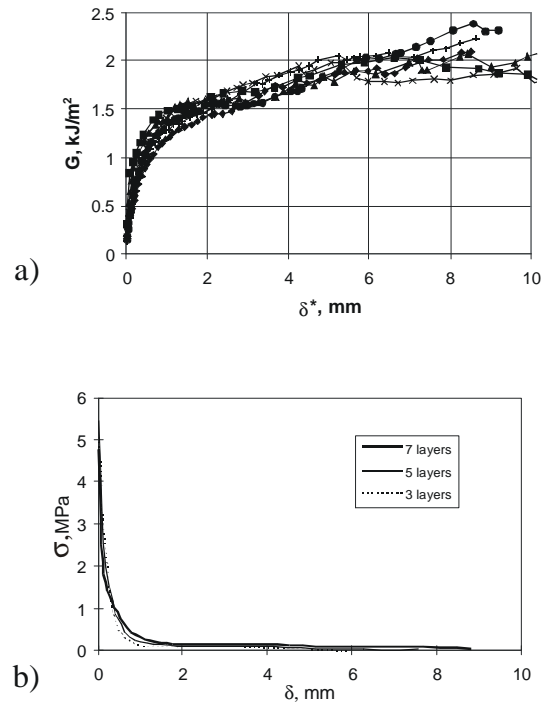 2.5
2
1.5
1
0.5
0
G, kJ/m²
0 2 4 6 8 10
δ*, mm
a)
6
5
4
3
2
1
0
σ,MPa
7 layers
5 layers
3 layers
0 2 4 6 8 10
δ, mm
b)